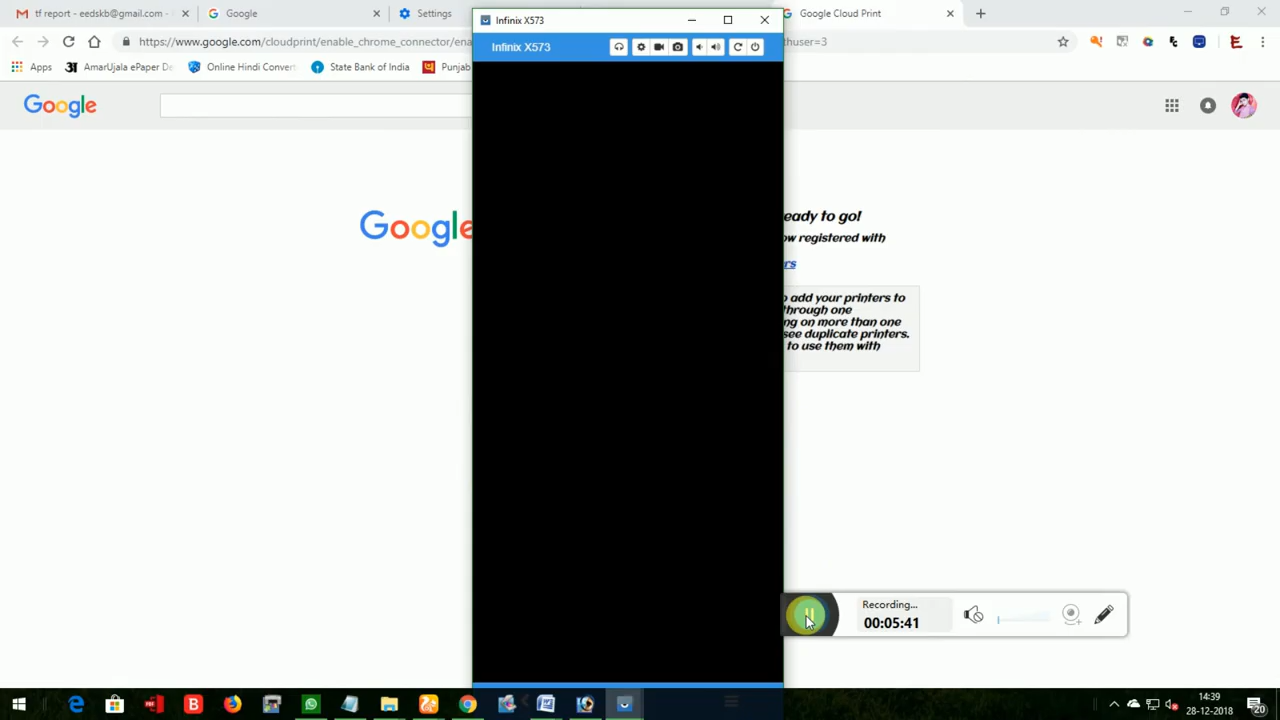 tf report - eedskb@gmail.com -
Google
Settings
Infinix X573
Google Cloud Print
https://www.google.com/cloudprint/enable_chrome_connector/ena
thuser=3
Infinix X573
Apps
AmarUjala ePaper De
Online Hindi Convert
State Bank of India
Punjab
Google
Google
eady to go!
ow registered with
rs
o add your printers to
through one
ng on more than one
see duplicate printers.
to use them with
Recording...
00:05:41
14:39
28-12-2018
20